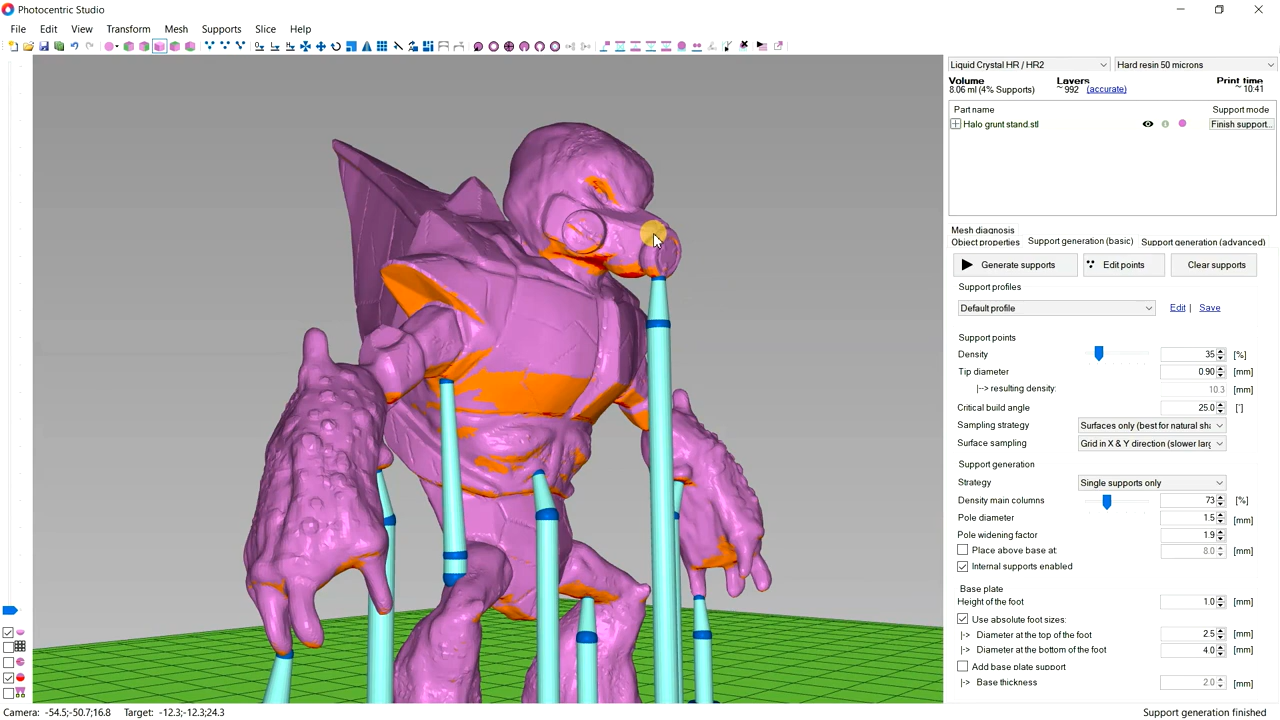 Photocentric Studio
File Edit View Transform Mesh Supports Slice Help
Liquid Crystal HR / HR2 Hard resin 50 microns
Volume Layers Print time
8.06 ml (4% Supports) ~ 992 (accurate) ~ 10:41
Part name Support mode
Halo grunt stand.stl Finish support...
Mesh diagnosis
Object properties Support generation (basic) Support generation (advanced)
Generate supports Edit points Clear supports
Support profiles
Default profile Edit | Save
Support points
Density 35 [%]
Tip diameter 0.90 [mm]
|--> resulting density: 10.3 [mm]
Critical build angle 25.0 [°]
Sampling strategy Surfaces only (best for natural sha
Surface sampling Grid in X & Y direction (slower larg
Support generation
Strategy Single supports only
Density main columns 73 [%]
Pole diameter 1.5 [mm]
Pole widening factor 1.9 [mm]
Place above base at: 8.0 [mm]
Internal supports enabled
Base plate
Height of the foot 1.0 [mm]
Use absolute foot sizes:
|-> Diameter at the top of the foot 2.5 [mm]
|-> Diameter at the bottom of the foot 4.0 [mm]
Add base plate support
|-> Base thickness 2.0 [mm]
Camera: -54.5;-50.7;16.8 Target: -12.3;-12.3;24.3 Support generation finished